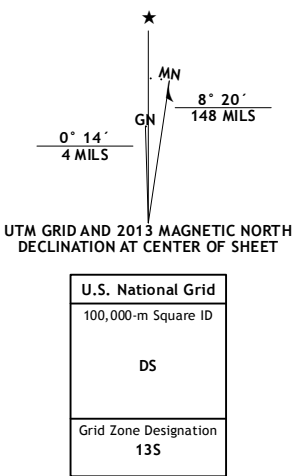 ★
MN
GN
8° 20´
148 MILS
0° 14´
4 MILS
UTM GRID AND 2013 MAGNETIC NORTH
DECLINATION AT CENTER OF SHEET
U.S. National Grid
100,000-m Square ID
DS
Grid Zone Designation
13S